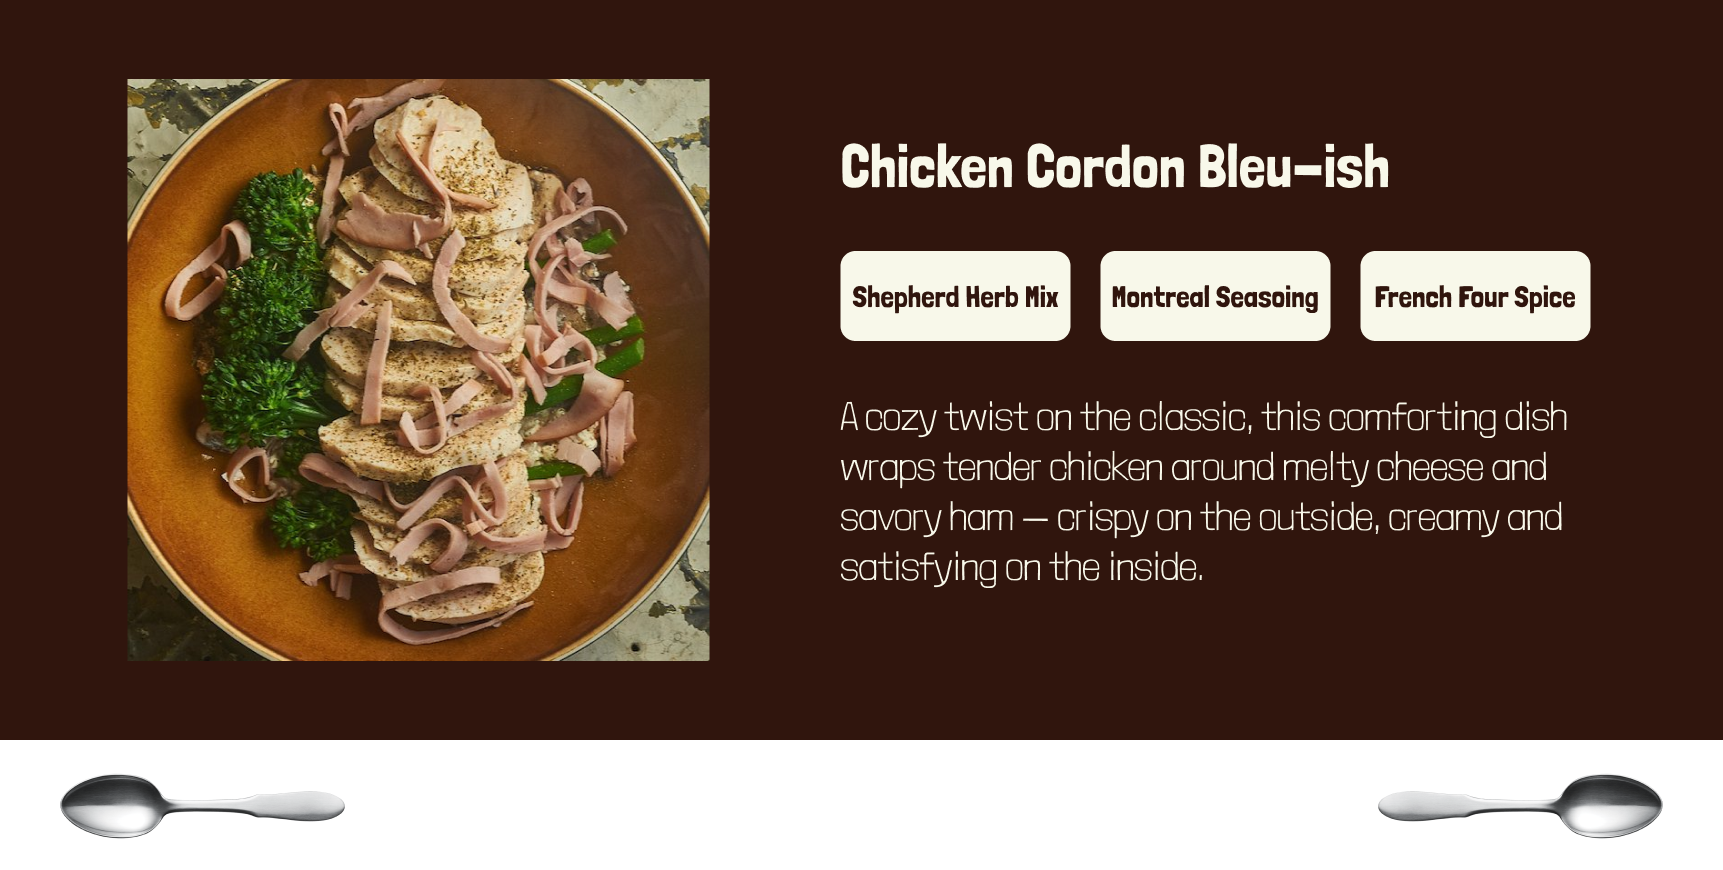 Chicken Cordon Bleu-ish
Shepherd Herb Mix
Montreal Seasoing
French Four Spice
A cozy twist on the classic, this comforting dish
wraps tender chicken around melty cheese and
savory ham — crispy on the outside, creamy and
satisfying on the inside.